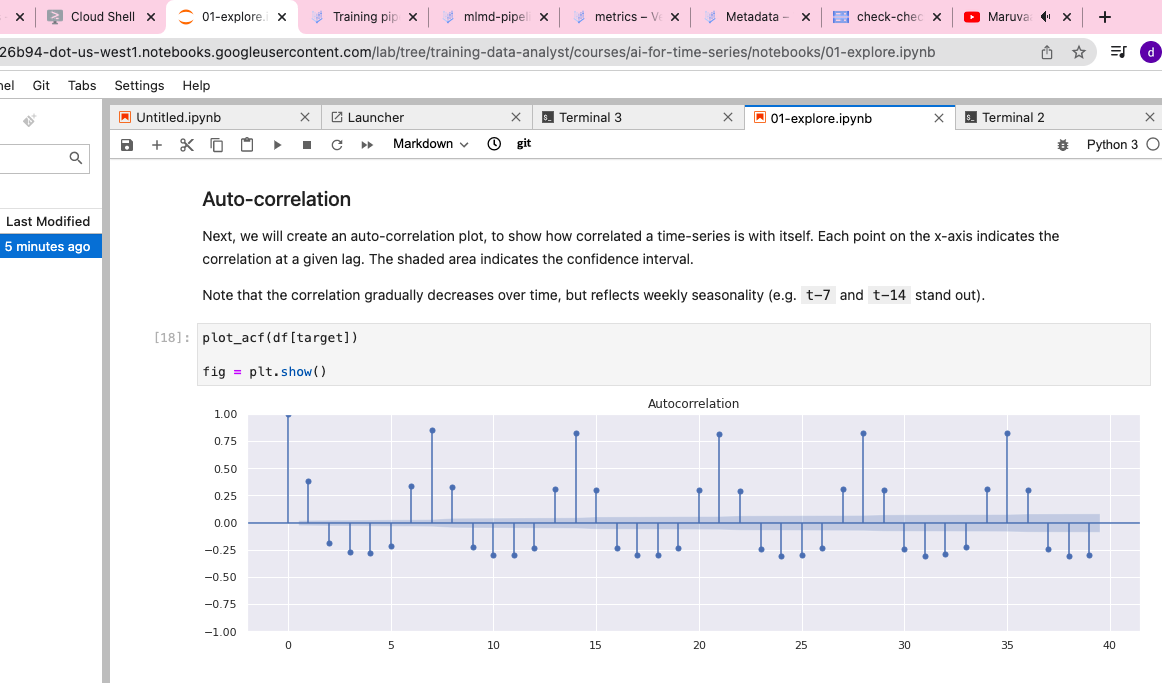 Cloud Shell
01-explore.i
Training pip
mlmd-pipeli
metrics – Ve
Metadata –
check-chec
Maruvaa
26b94-dot-us-west1.notebooks.googleusercontent.com/lab/tree/training-data-analyst/courses/ai-for-time-series/notebooks/01-explore.ipynb
d
nel Git Tabs Settings Help
Untitled.ipynb
Launcher
Terminal 3
01-explore.ipynb
Terminal 2
Markdown
git
Python 3
Last Modified
5 minutes ago
Auto-correlation
Next, we will create an auto-correlation plot, to show how correlated a time-series is with itself. Each point on the x-axis indicates the
correlation at a given lag. The shaded area indicates the confidence interval.
Note that the correlation gradually decreases over time, but reflects weekly seasonality (e.g. t-7 and t-14 stand out).
[18]:
plot_acf(df[target])
fig = plt.show()
Autocorrelation
1.00
0.75
0.50
0.25
0.00
−0.25
−0.50
−0.75
−1.00
0 5 10 15 20 25 30 35 40